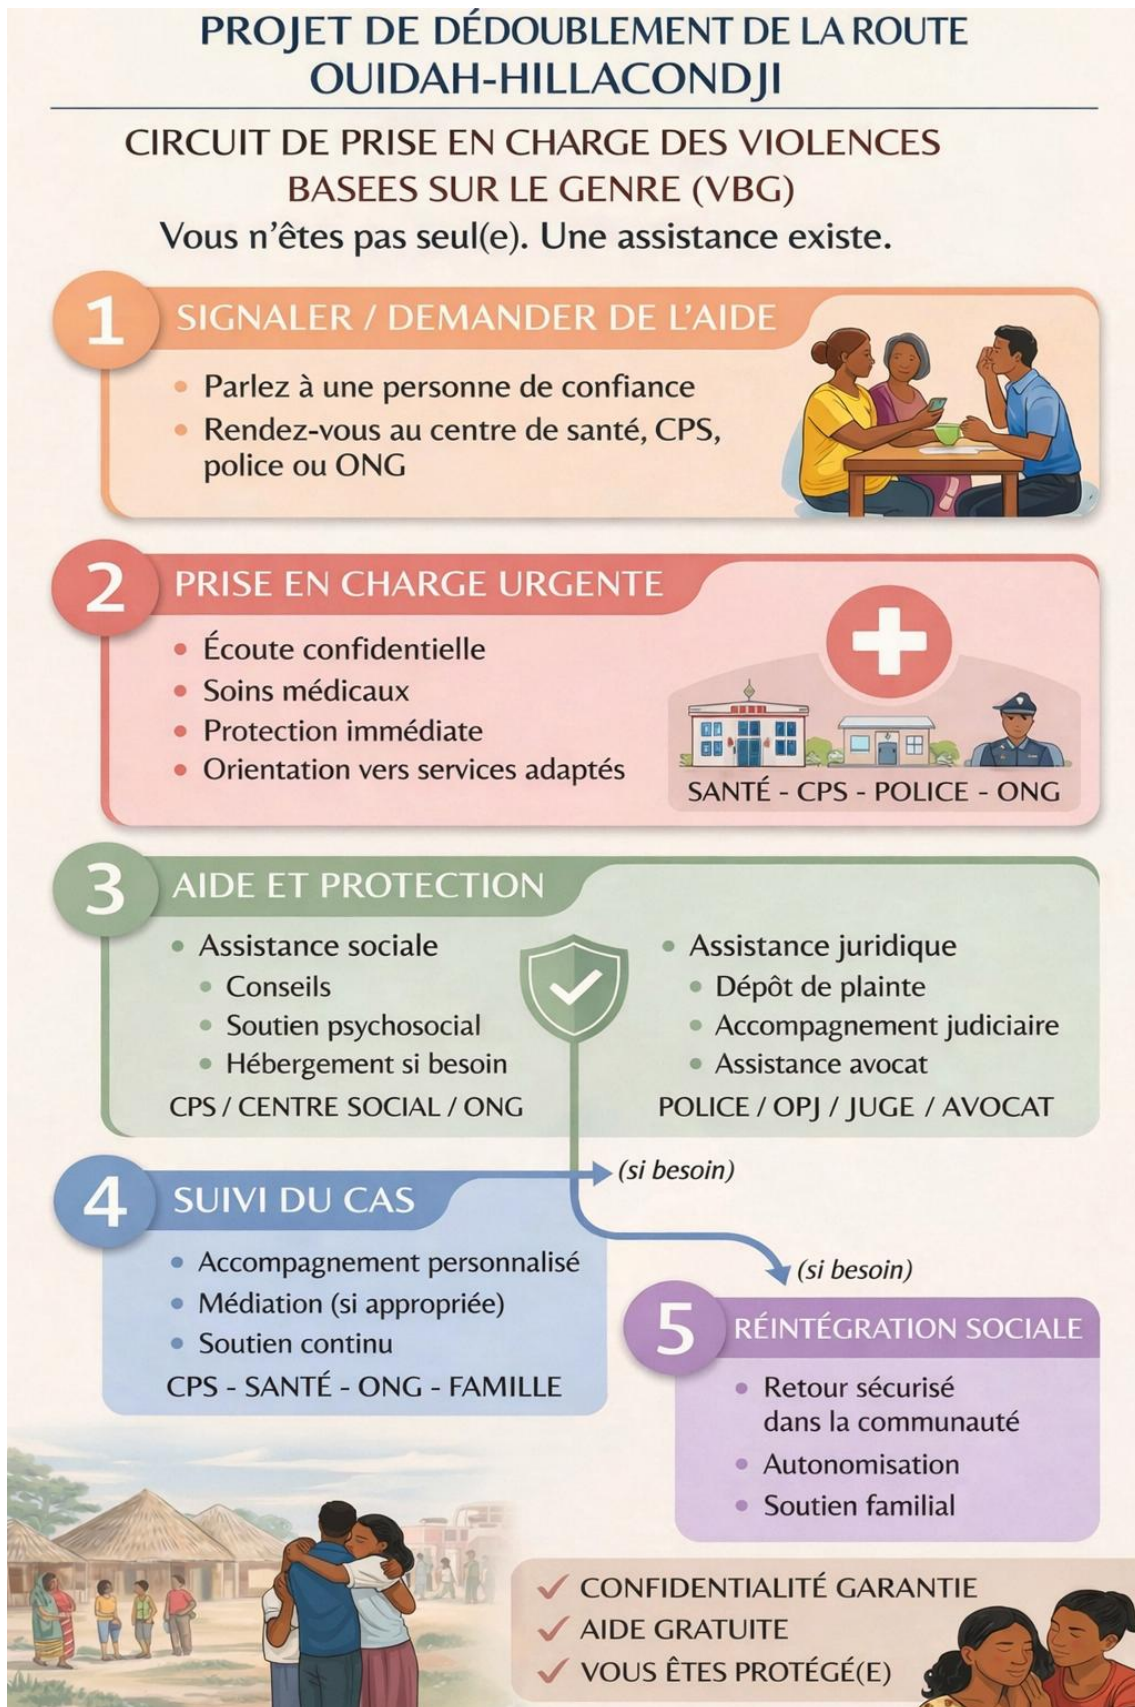 PROJET DE DÉDOUBLEMENT DE LA ROUTE
OUIDAH-HILLACONDJI
CIRCUIT DE PRISE EN CHARGE DES VIOLENCES
BASEES SUR LE GENRE (VBG)
Vous n'êtes pas seul(e). Une assistance existe.
1
SIGNALER / DEMANDER DE L'AIDE
• Parlez à une personne de confiance
• Rendez-vous au centre de santé, CPS,
police ou ONG
2
PRISE EN CHARGE URGENTE
• Écoute confidentielle
• Soins médicaux
• Protection immédiate
• Orientation vers services adaptés
SANTÉ - CPS - POLICE - ONG
3
AIDE ET PROTECTION
• Assistance sociale
• Conseils
• Soutien psychosocial
• Hébergement si besoin
CPS / CENTRE SOCIAL / ONG
• Assistance juridique
• Dépôt de plainte
• Accompagnement judiciaire
• Assistance avocat
POLICE / OPJ / JUGE / AVOCAT
(si besoin)
4
SUIVI DU CAS
• Accompagnement personnalisé
• Médiation (si appropriée)
• Soutien continu
CPS - SANTÉ - ONG - FAMILLE
(si besoin)
5
RÉINTÉGRATION SOCIALE
• Retour sécurisé
dans la communauté
• Autonomisation
• Soutien familial
CONFIDENTIALITÉ GARANTIE
AIDE GRATUITE
VOUS ÊTES PROTÉGÉ(E)